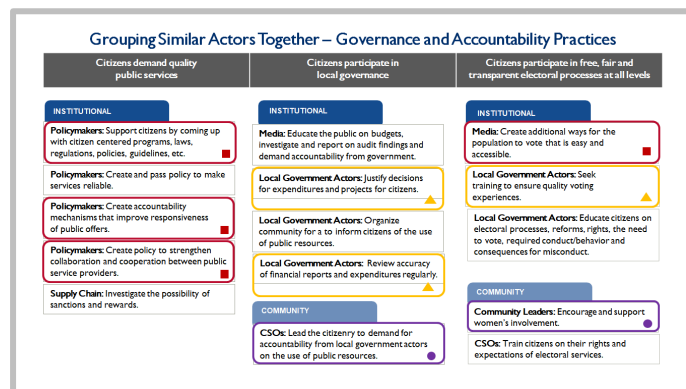 Grouping Similar Actors Together – Governance and Accountability Practices
Citizens demand quality
public services
INSTITUTIONAL
Policymakers: Support citizens by coming up
with citizen centered programs, laws,
regulations, policies, guidelines, etc.
Policymakers: Create and pass policy to make
services reliable.
Policymakers: Create accountability
mechanisms that improve responsiveness
of public offers.
Policymakers: Create policy to strengthen
collaboration and cooperation between public
service providers.
Supply Chain: Investigate the possibility of
sanctions and rewards.
Citizens participate in
local governance
INSTITUTIONAL
Media: Educate the public on budgets,
investigate and report on audit findings and
demand accountability from government.
Local Government Actors: Justify decisions
for expenditures and projects for citizens.
Local Government Actors: Organize
community for a to inform citizens of the use
of public resources.
Local Government Actors: Review accuracy
of financial reports and expenditures regularly.
COMMUNITY
CSOs: Lead the citizenry to demand for
accountability from local government actors
on the use of public resources.
Citizens participate in free, fair and
transparent electoral processes at all levels
INSTITUTIONAL
Media: Create additional ways for the
population to vote that is easy and
accessible.
Local Government Actors: Seek
training to ensure quality voting
experiences.
Local Government Actors: Educate citizens on
electoral processes, reforms, rights, the need
to vote, required conduct/behavior and
consequences for misconduct.
COMMUNITY
Community Leaders: Encourage and support
women's involvement.
CSOs: Train citizens on their rights and
expectations of electoral services.